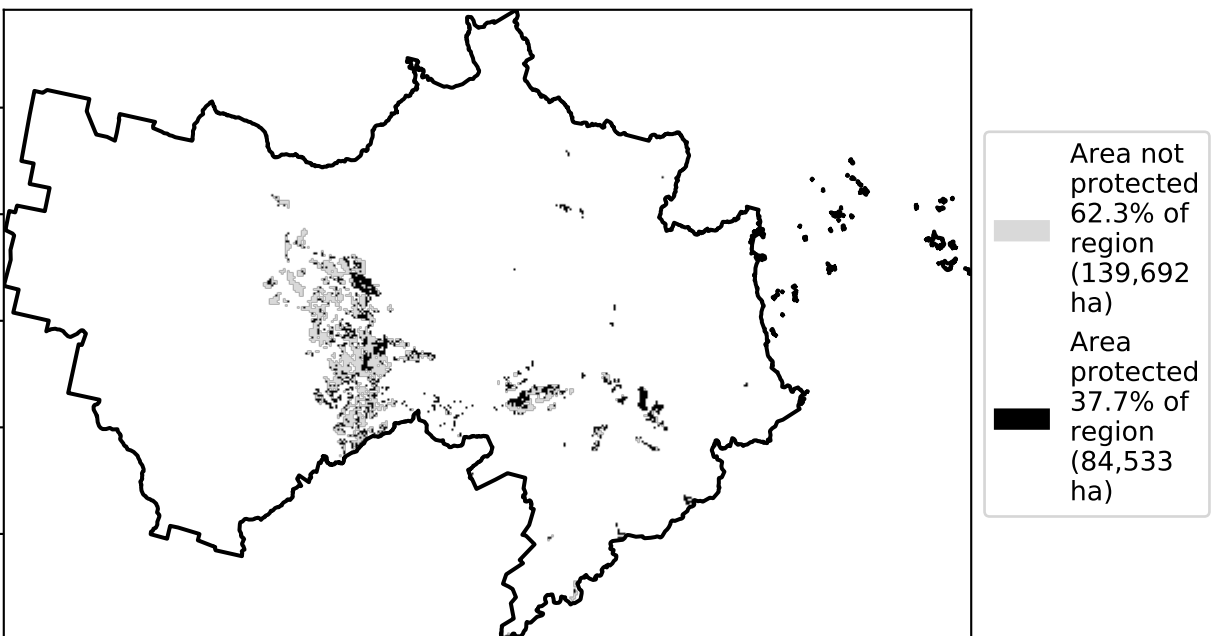 Area not
protected
62.3% of
region
(139,692
ha)
Area
protected
37.7% of
region
(84,533
ha)